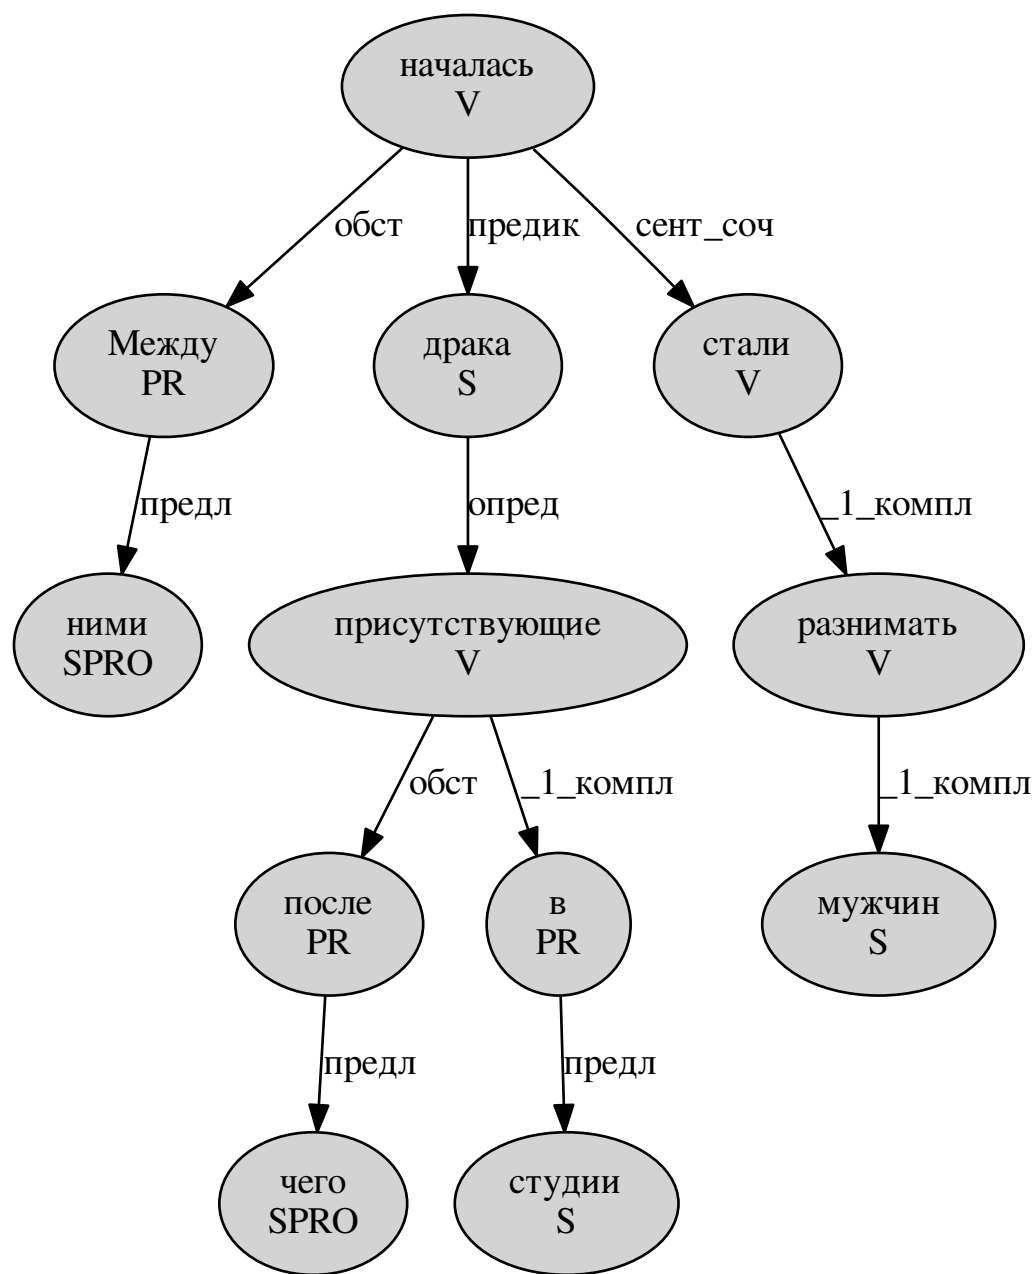 началась
V
обст
предик
сент_соч
Между
PR
драка
S
стали
V
предл
опред
_1_компл
ними
SPRO
присутствующие
V
разнимать
V
обст
_1_компл
_1_компл
после
PR
в
PR
мужчин
S
предл
предл
чего
SPRO
студии
S